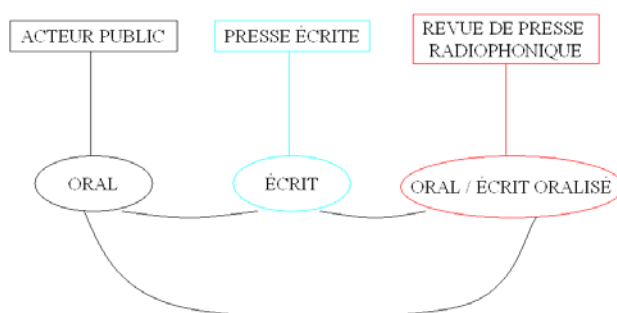 ACTEUR PUBLIC
PRESSE ÉCRITE
REVUE DE PRESSE
RADIOPHONIQUE
ORAL
ÉCRIT
ORAL / ÉCRIT ORALISÉ